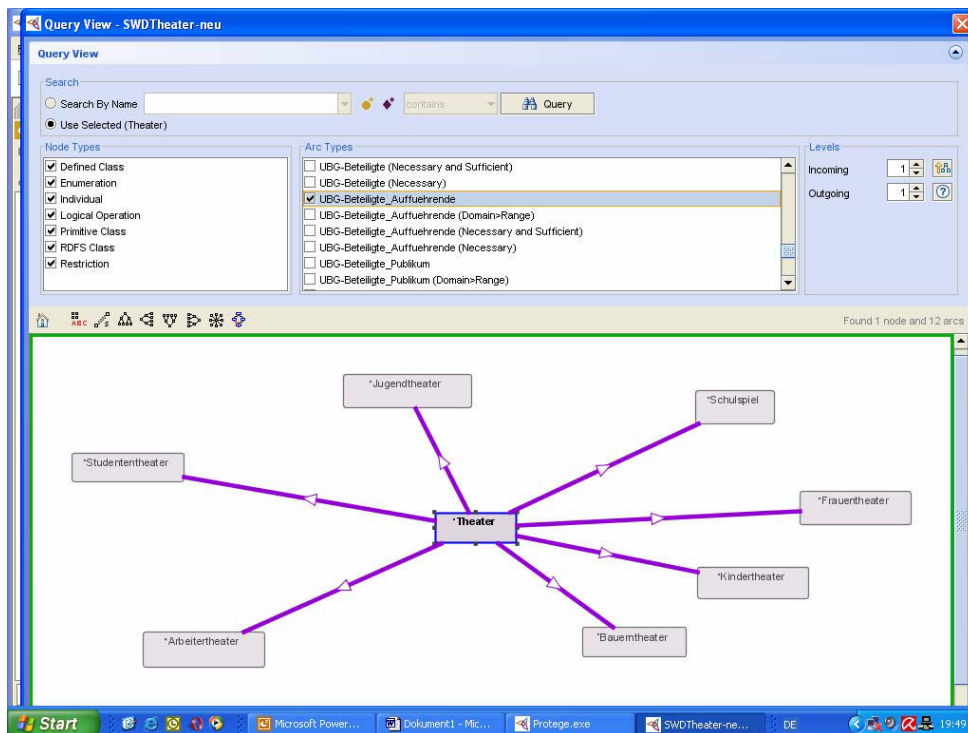 Query View - SWDTheater-neu
Query View
Search
Search By Name
contains
Query
Use Selected (Theater)
Node Types
Defined Class
Enumeration
Individual
Logical Operation
Primitive Class
RDFS Class
Restriction
Arc Types
UBG-Beteiligte (Necessary and Sufficient)
UBG-Beteiligte (Necessary)
UBG-Beteiligte_Auffuehrende
UBG-Beteiligte_Auffuehrende (Domain>Range)
UBG-Beteiligte_Auffuehrende (Necessary and Sufficient)
UBG-Beteiligte_Auffuehrende (Necessary)
UBG-Beteiligte_Publikum
UBG-Beteiligte_Publikum (Domain>Range)
Levels
Incoming 1
Outgoing 1
ABC
Found 1 node and 12 arcs
*Jugendtheater
*Schulspiel
*Studententheater
*Frauentheater
*Theater
*Kindertheater
*Arbeitertheater
*Bauerntheater
Start
Microsoft Power...
Dokument1 - Mic...
Protege.exe
SWDTheater-ne...
DE
19:49